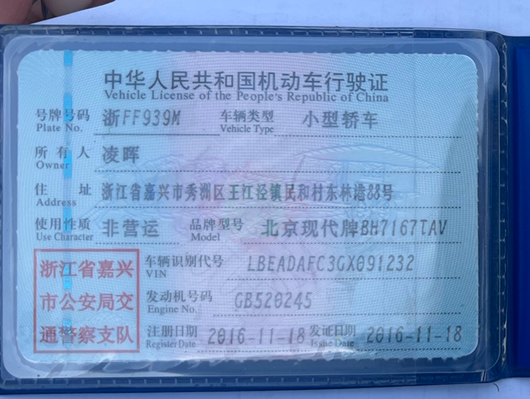 中华人民共和国机动车行驶证
Vehicle License of the People's Republic of China
号牌号码 浙FF939M 车辆类型 小型轿车
Plate No. Vehicle Type
所有人 凌晖
Owner
住址 浙江省嘉兴市秀洲区王江泾镇民和村东林港88号
Address
使用性质 非营运 品牌型号 北京现代牌BH7167TAV
Use Character Model
浙江省嘉兴
市公安局交
通警察支队
车辆识别代号 LBEADAFC3GX091232
VIN
发动机号码 GB520245
Engine No.
注册日期 2016-11-18 发证日期 2016-11-18
Register Date Issue Date